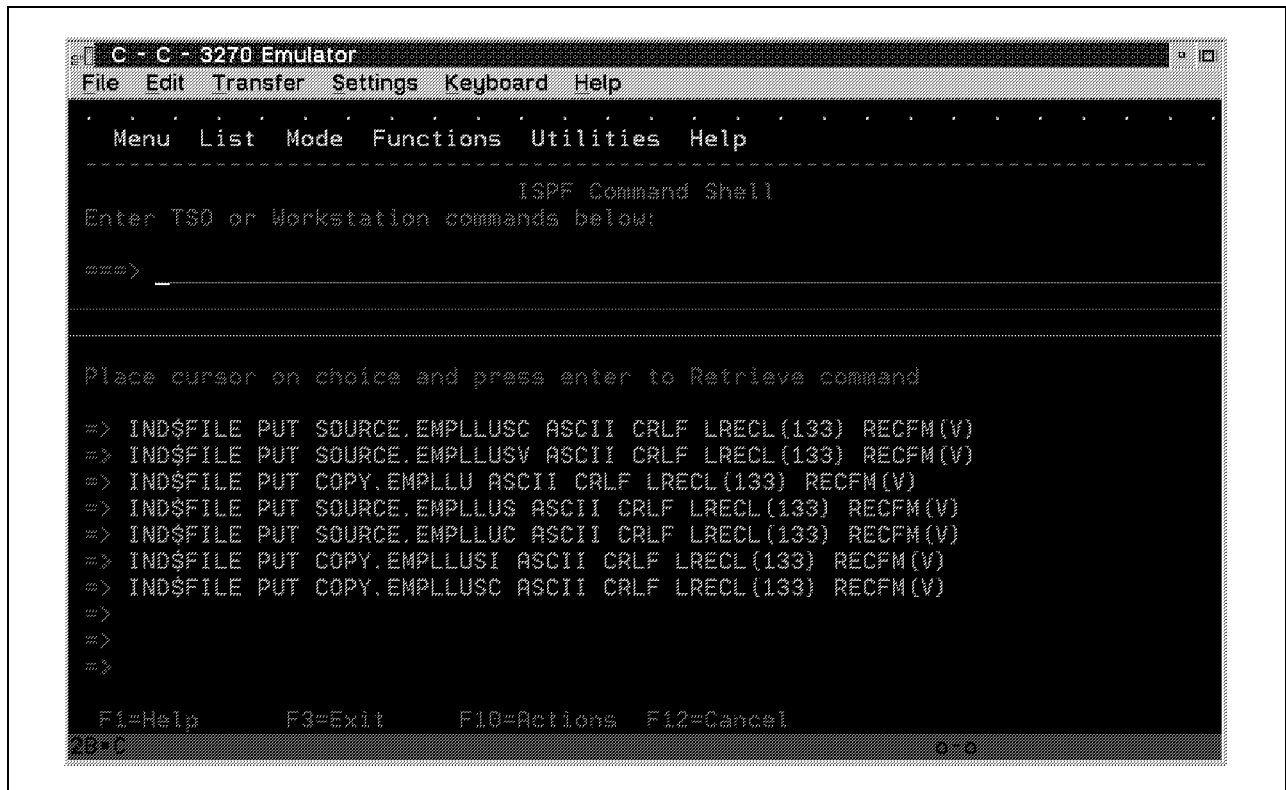 C - C - 3270 Emulator
File Edit Transfer Settings Keyboard Help
Menu List Mode Functions Utilities Help
ISPF Command Shell
Enter TSO or Workstation commands below:
===> _
Place cursor on choice and press enter to Retrieve command
=> IND$FILE PUT SOURCE.EMPLLUSC ASCII CRLF LRECL(133) RECFM(V)
=> IND$FILE PUT SOURCE.EMPLLUSV ASCII CRLF LRECL(133) RECFM(V)
=> IND$FILE PUT COPY.EMPLLU ASCII CRLF LRECL(133) RECFM(V)
=> IND$FILE PUT SOURCE.EMPLLUS ASCII CRLF LRECL(133) RECFM(V)
=> IND$FILE PUT SOURCE.EMPLLUC ASCII CRLF LRECL(133) RECFM(V)
=> IND$FILE PUT COPY.EMPLLUSI ASCII CRLF LRECL(133) RECFM(V)
=> IND$FILE PUT COPY.EMPLLUSC ASCII CRLF LRECL(133) RECFM(V)
=>
=>
=>
F1=Help F3=Exit F10=Actions F12=Cancel
2B▪C o-o